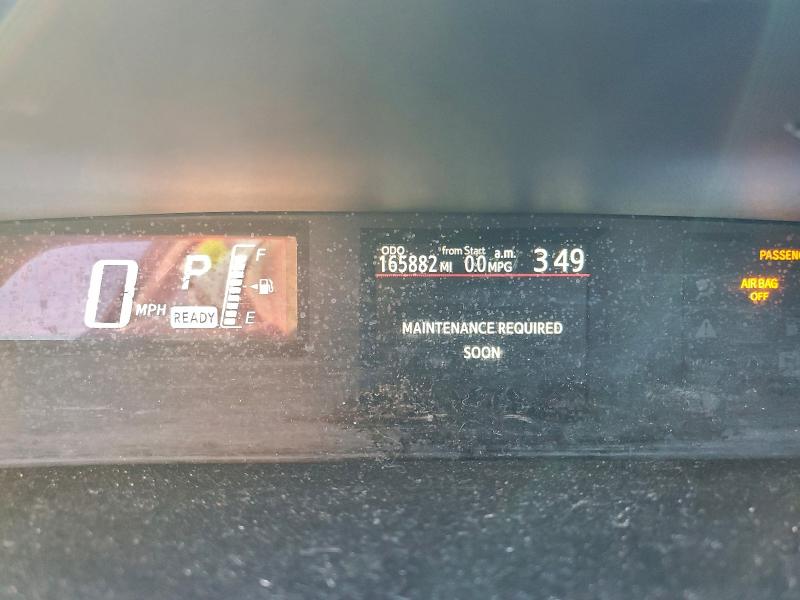 0 MPH
P
READY
F
E
ODO from Start a.m.
165882 MI 0.0 MPG 3:49
MAINTENANCE REQUIRED
SOON
AIR BAG
OFF